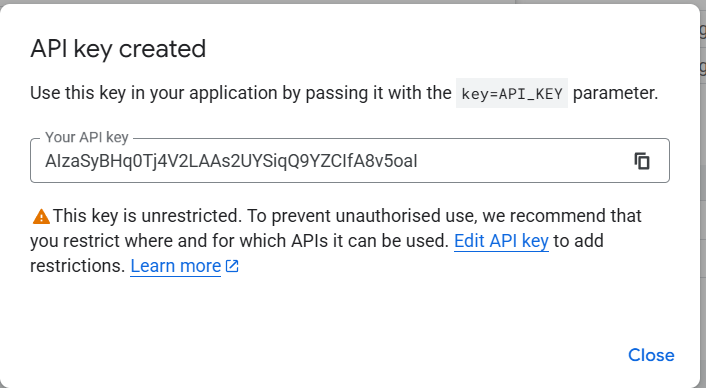 API key created
Use this key in your application by passing it with the key=API_KEY parameter.
Your API key
This key is unrestricted. To prevent unauthorised use, we recommend that
you restrict where and for which APIs it can be used. Edit API key to add
restrictions. Learn more
Close